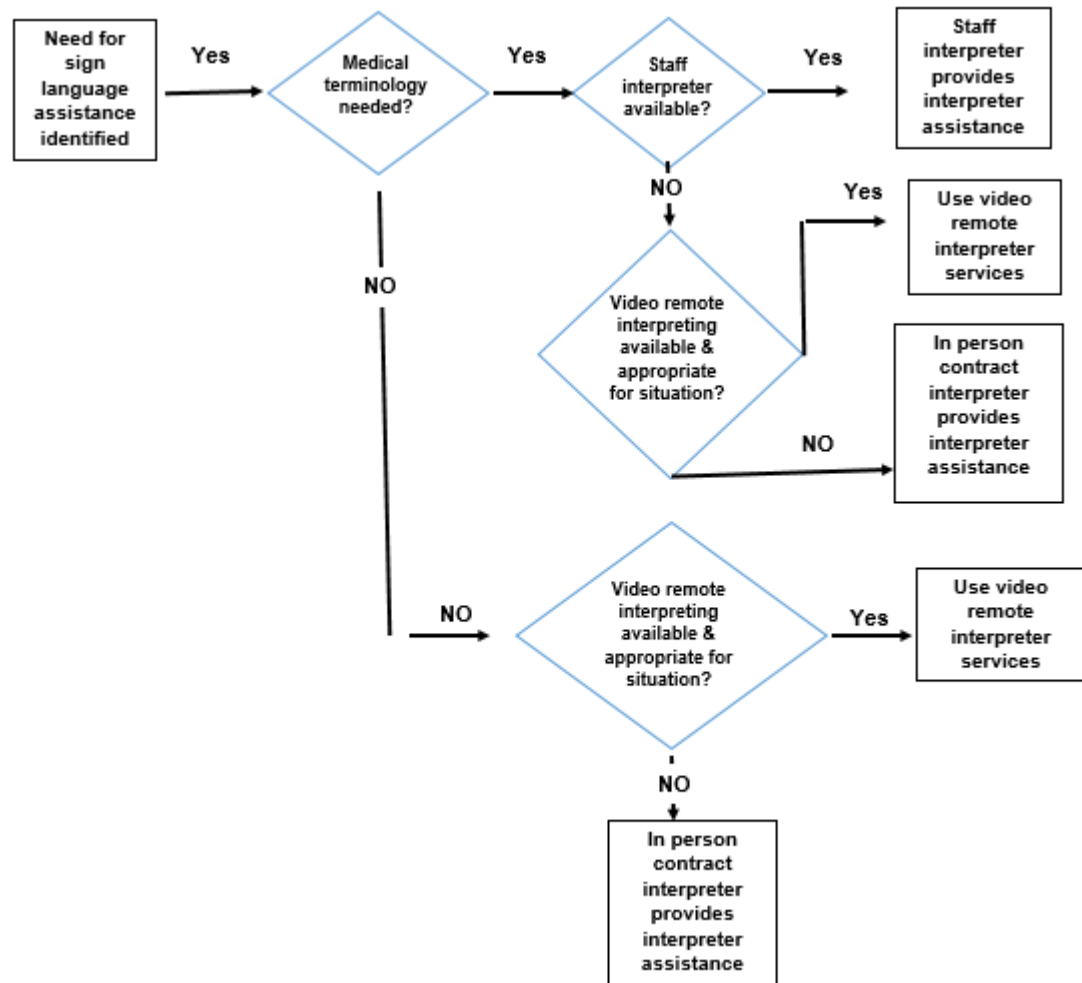 Need for
sign
language
assistance
identified
Yes
Medical
terminology
needed?
Yes
Staff
interpreter
available?
Yes
Staff
interpreter
provides
interpreter
assistance
NO
Yes
Use video
remote
interpreter
services
NO
Video remote
interpreting
available &
appropriate
for situation?
In person
contract
interpreter
provides
interpreter
assistance
NO
NO
Video remote
interpreting
available &
appropriate for
situation?
Yes
Use video
remote
interpreter
services
NO
In person
contract
interpreter
provides
interpreter
assistance